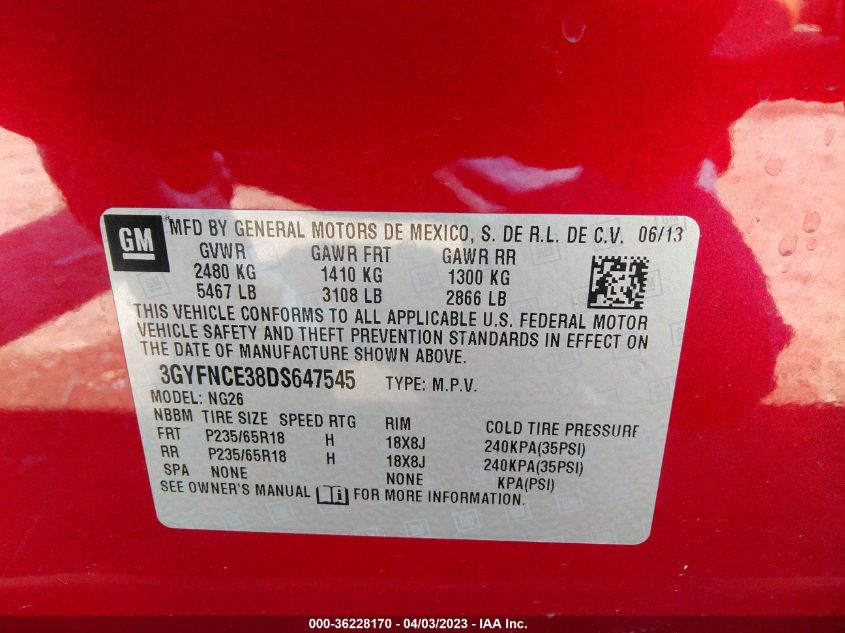 GM MFD BY GENERAL MOTORS DE MEXICO, S. DE R.L. DE C.V. 06/13
GVWR GAWR FRT GAWR RR
2480 KG 1410 KG 1300 KG
5467 LB 3108 LB 2866 LB
THIS VEHICLE CONFORMS TO ALL APPLICABLE U.S. FEDERAL MOTOR
VEHICLE SAFETY AND THEFT PREVENTION STANDARDS IN EFFECT ON
THE DATE OF MANUFACTURE SHOWN ABOVE.
3GYFNCE38DS647545 TYPE: M.P.V.
MODEL: NG26
NBBM TIRE SIZE SPEED RTG RIM COLD TIRE PRESSURE
FRT P235/65R18 H 18X8J 240KPA(35PSI)
RR P235/65R18 H 18X8J 240KPA(35PSI)
SPA NONE NONE KPA(PSI)
SEE OWNER'S MANUAL FOR MORE INFORMATION.
000-36228170 - 04/03/2023 - IAA Inc.